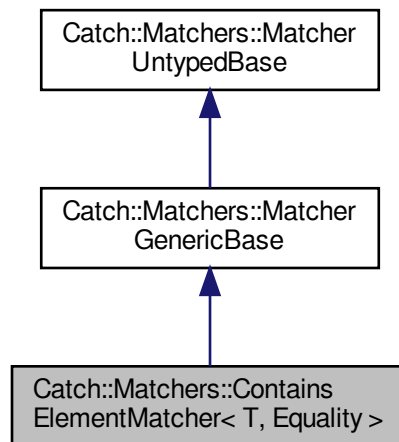 Catch::Matchers::Matcher
UntypedBase
Catch::Matchers::Matcher
GenericBase
Catch::Matchers::Contains
ElementMatcher< T, Equality >